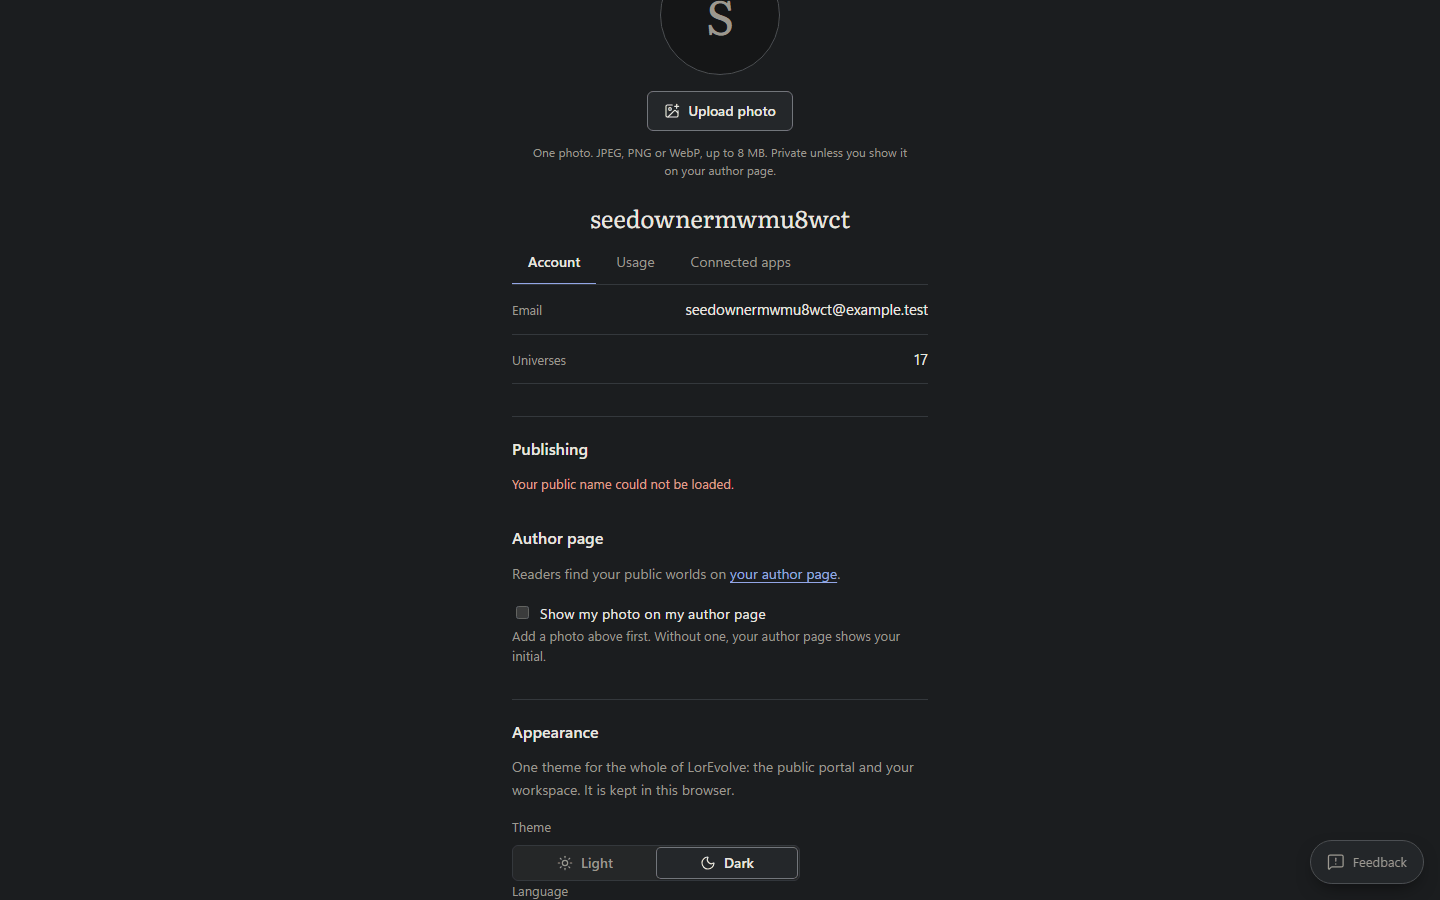 S
Upload photo
One photo. JPEG, PNG or WebP, up to 8 MB. Private unless you show it
on your author page.
seedownermwmu8wct
Account Usage Connected apps
Email seedownermwmu8wct@example.test
Universes 17
Publishing
Your public name could not be loaded.
Author page
Readers find your public worlds on your author page.
Show my photo on my author page
Add a photo above first. Without one, your author page shows your
initial.
Appearance
One theme for the whole of LorEvolve: the public portal and your
workspace. It is kept in this browser.
Theme
Light Dark
Feedback
Language